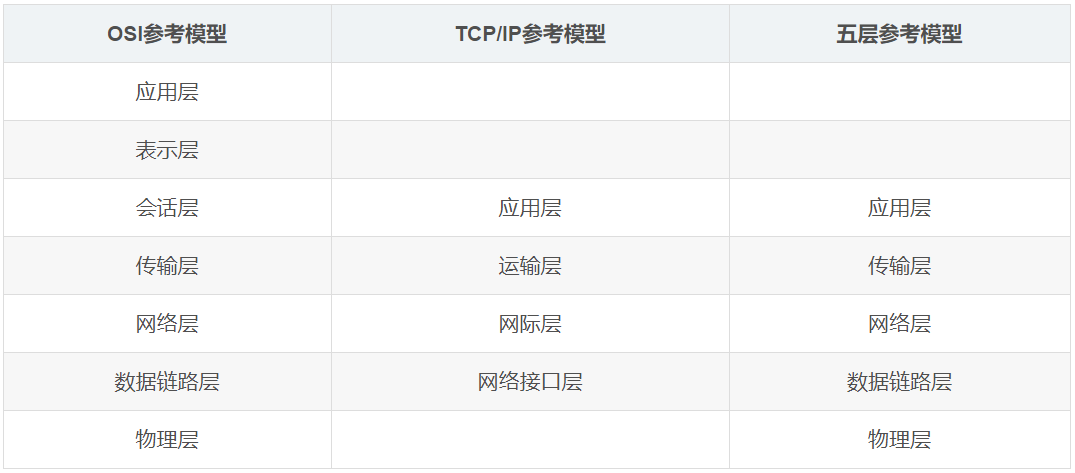 OSI参考模型 TCP/IP参考模型 五层参考模型
应用层
表示层
会话层 应用层 应用层
传输层 运输层 传输层
网络层 网际层 网络层
数据链路层 网络接口层 数据链路层
物理层 物理层